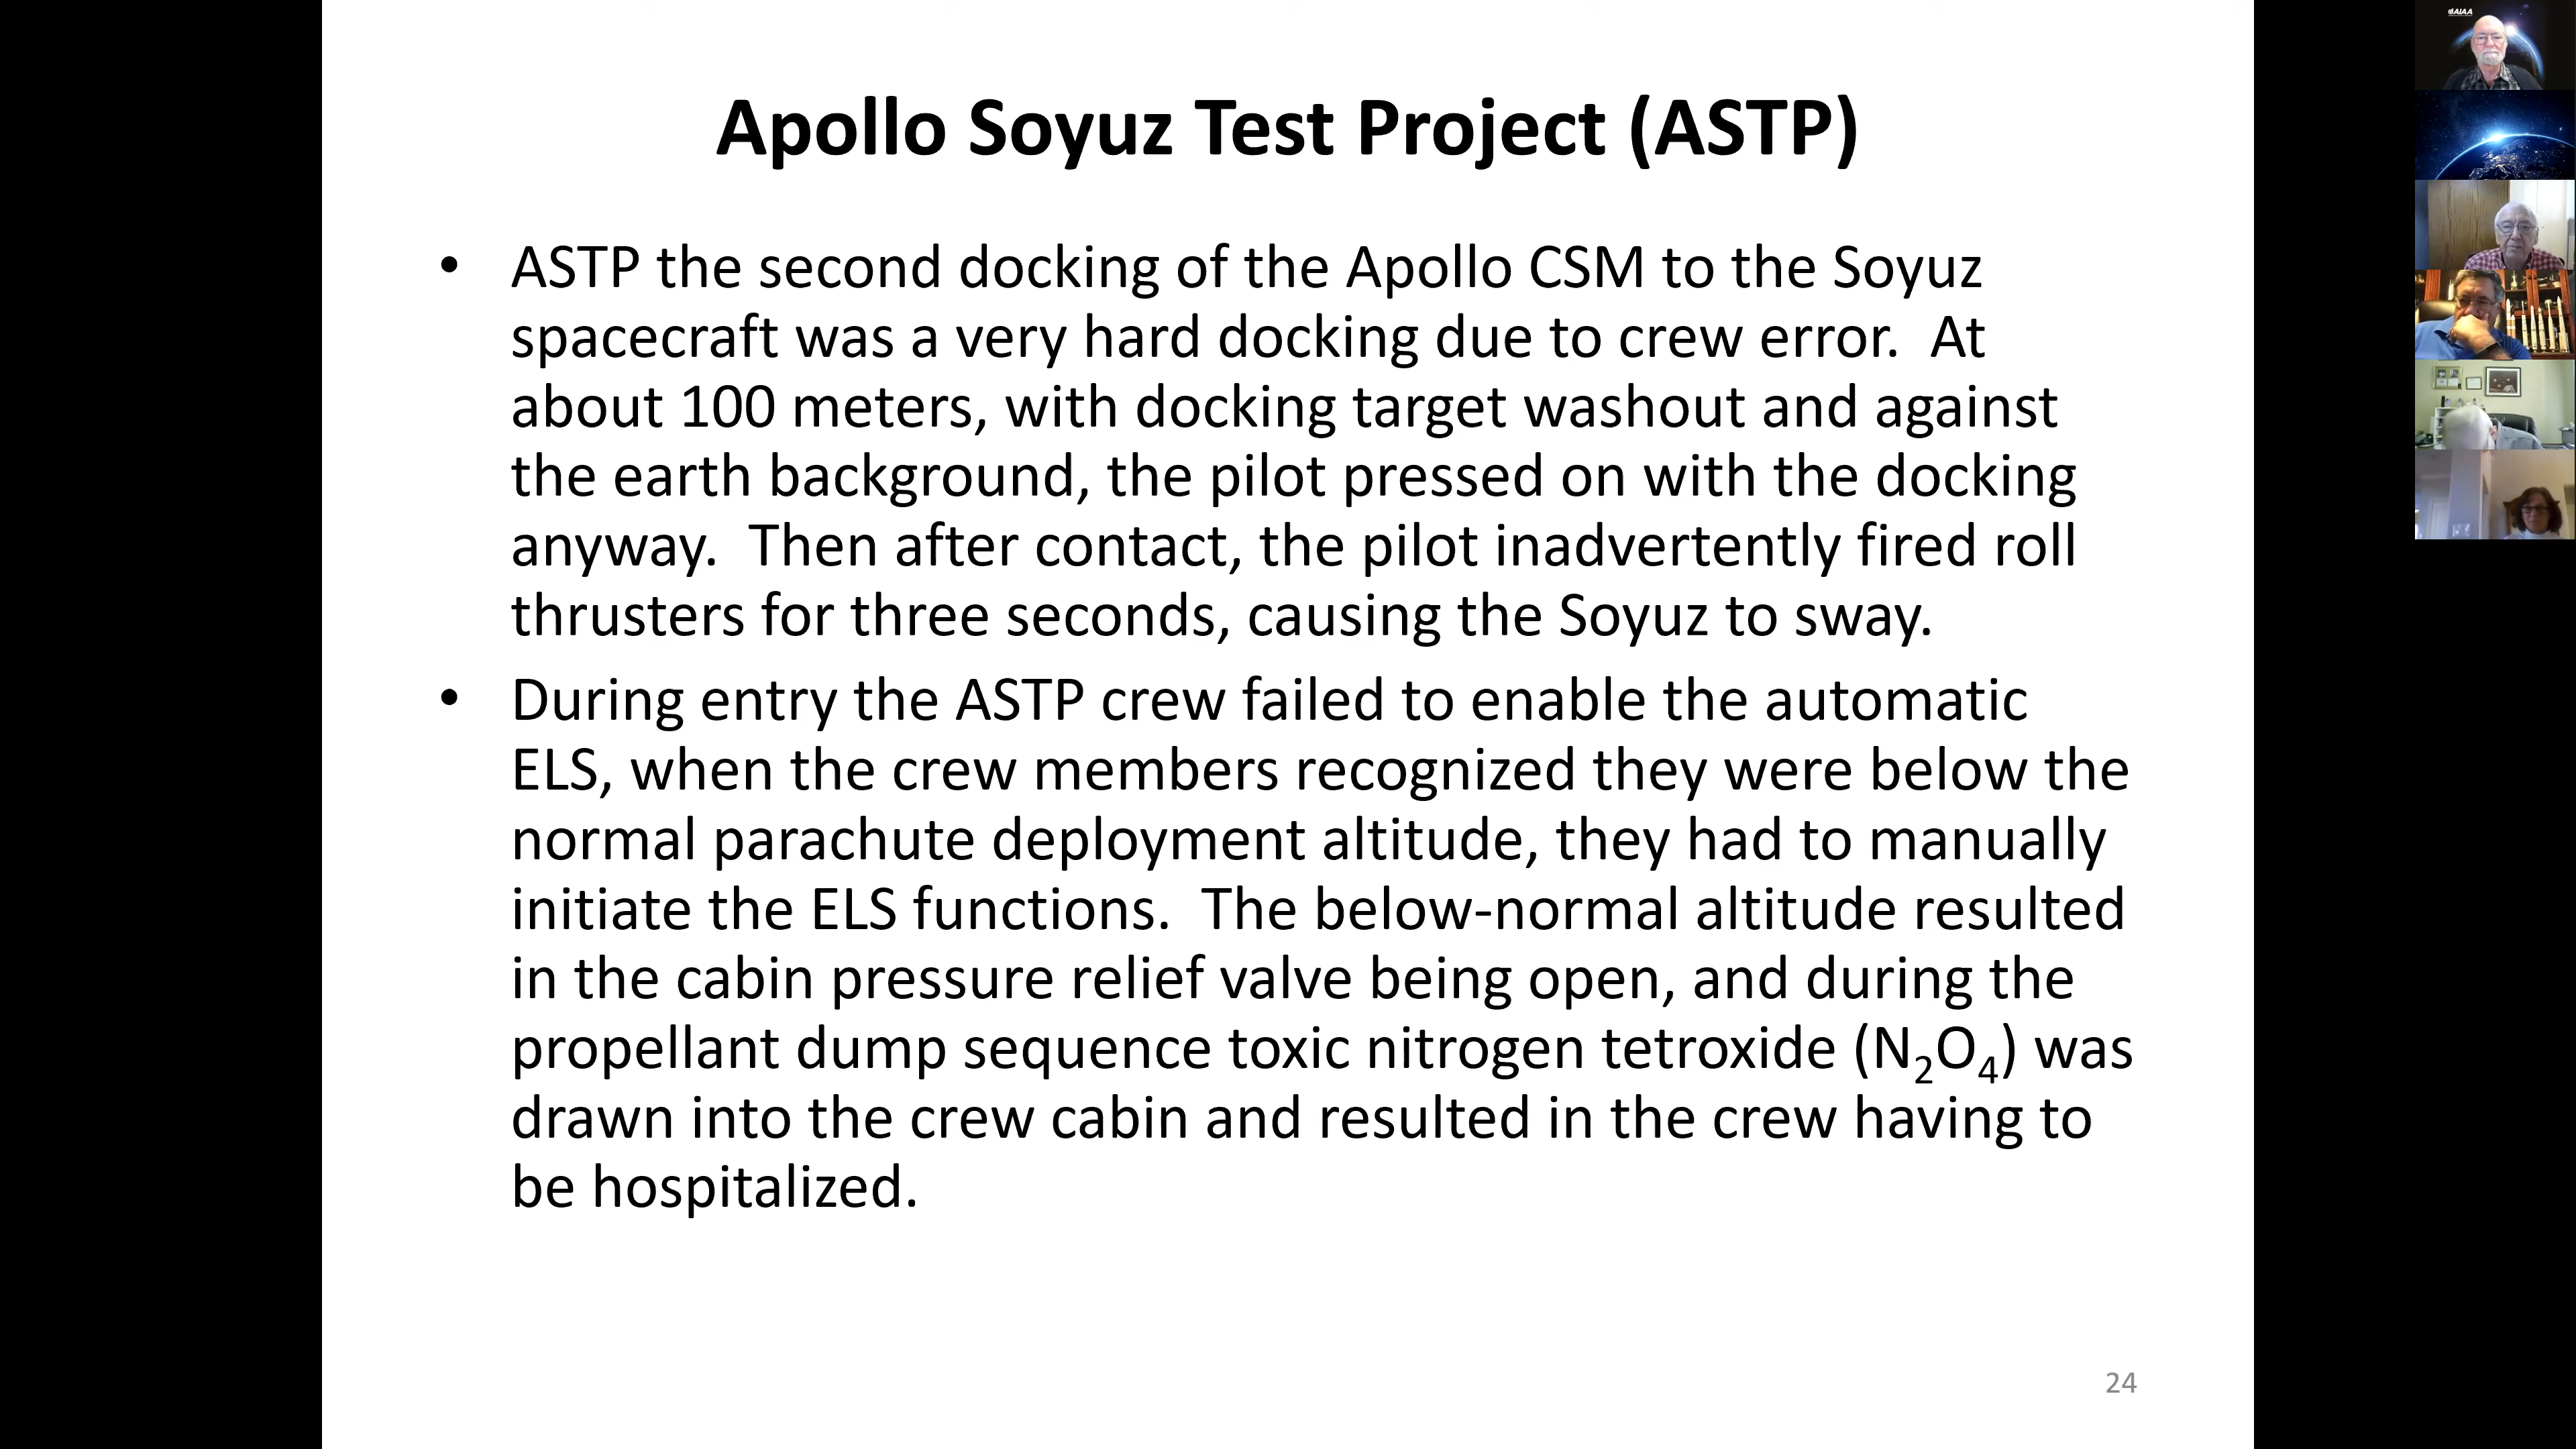 Apollo Soyuz Test Project (ASTP)
• ASTP the second docking of the Apollo CSM to the Soyuz
spacecraft was a very hard docking due to crew error.  At
about 100 meters, with docking target washout and against
the earth background, the pilot pressed on with the docking
anyway.  Then after contact, the pilot inadvertently fired roll
thrusters for three seconds, causing the Soyuz to sway.
• During entry the ASTP crew failed to enable the automatic
ELS, when the crew members recognized they were below the
normal parachute deployment altitude, they had to manually
initiate the ELS functions.  The below-normal altitude resulted
in the cabin pressure relief valve being open, and during the
propellant dump sequence toxic nitrogen tetroxide (N₂O₄) was
drawn into the crew cabin and resulted in the crew having to
be hospitalized.
24
AIAA